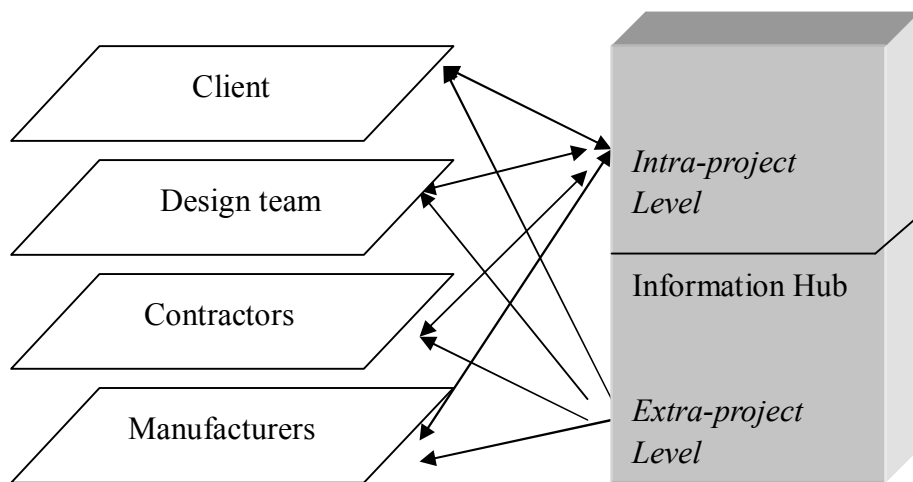 Client
Design team
Contractors
Manufacturers
Intra-project
Level
Information Hub
Extra-project
Level